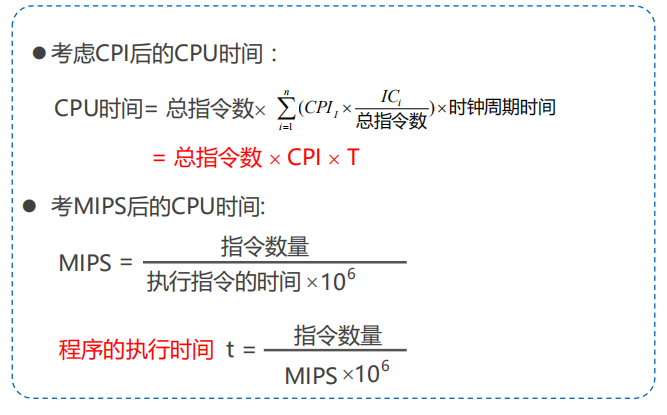 ●考虑CPI后的CPU时间：
CPU时间= 总指令数× $\sum_{i=1}^{n}(CPI_I \times \frac{IC_i}{总指令数})$×时钟周期时间
= 总指令数 × CPI × T
● 考MIPS后的CPU时间:
MIPS = $\frac{指令数量}{执行指令的时间 \times 10^6}$
程序的执行时间 t = $\frac{指令数量}{MIPS \times 10^6}$